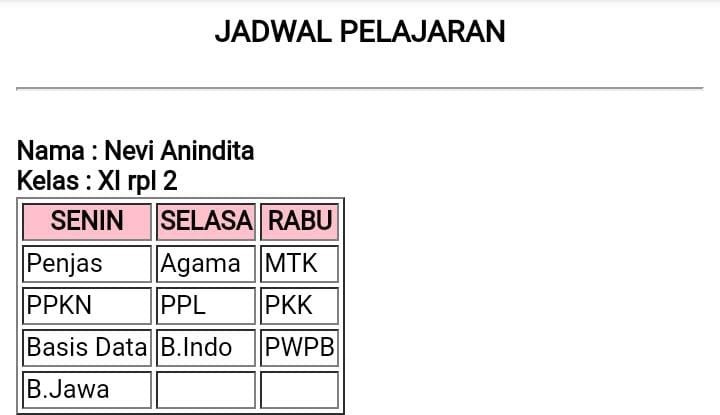 JADWAL PELAJARAN
Nama : Nevi Anindita
Kelas : XI rpl 2
SENIN SELASA RABU
Penjas Agama MTK
PPKN PPL PKK
Basis Data B.Indo PWPB
B.Jawa